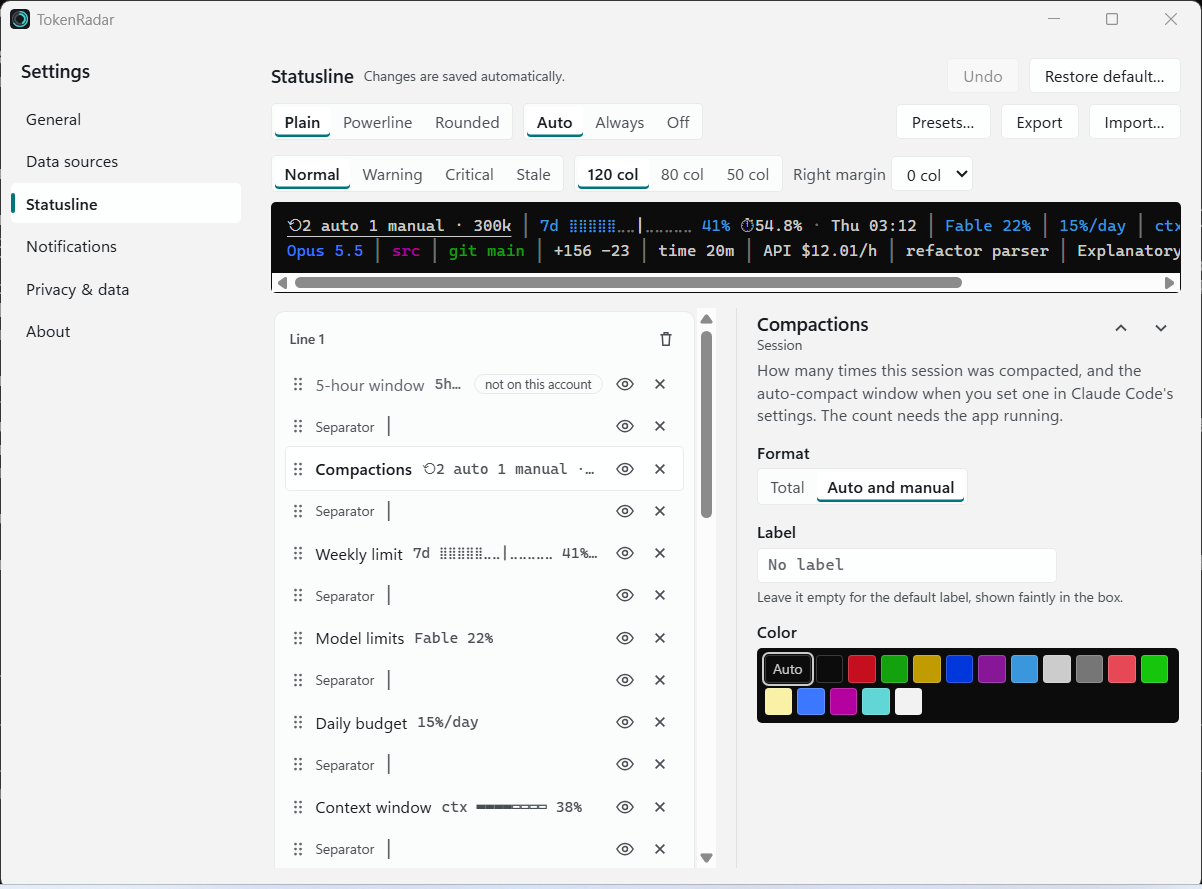 TokenRadar
Settings
General
Data sources
Statusline
Notifications
Privacy & data
About
Statusline Changes are saved automatically. Undo Restore default...
Plain Powerline Rounded Auto Always Off Presets... Export Import...
Normal Warning Critical Stale 120 col 80 col 50 col Right margin 0 col
2 auto 1 manual · 300k │ 7d ⣿⣿⣿⣿⣿……|…………… 41% ⏱54.8% · Thu 03:12 │ Fable 22% │ 15%/day │ ctx
Opus 5.5 │ src │ git main │ +156 −23 │ time 20m │ API $12.01/h │ refactor parser │ Explanatory
Line 1
5-hour window 5h… not on this account
Separator │
Compactions 2 auto 1 manual ·…
Separator │
Weekly limit 7d ⣿⣿⣿⣿⣿……|…………… 41%…
Separator │
Model limits Fable 22%
Separator │
Daily budget 15%/day
Separator │
Context window ctx 38%
Separator │
Compactions
Session
How many times this session was compacted, and the
auto-compact window when you set one in Claude Code's
settings. The count needs the app running.
Format
Total Auto and manual
Label
No label
Leave it empty for the default label, shown faintly in the box.
Color
Auto